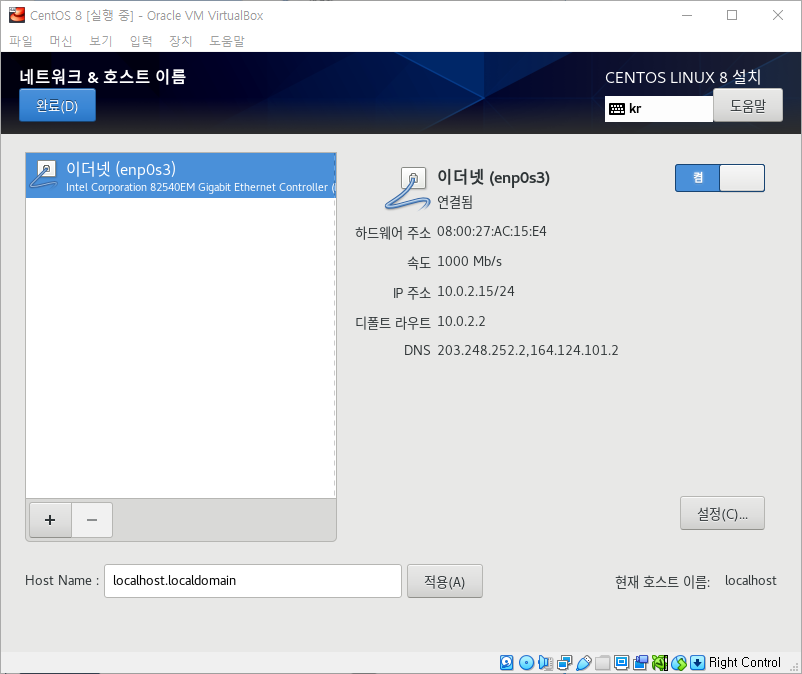 CentOS 8 [실행 중] - Oracle VM VirtualBox
파일 머신 보기 입력 장치 도움말
네트워크 & 호스트 이름
CENTOS LINUX 8 설치
완료(D)
kr
도움말
이더넷 (enp0s3)
Intel Corporation 82540EM Gigabit Ethernet Controller (
이더넷 (enp0s3)
연결됨
켬
하드웨어 주소 08:00:27:AC:15:E4
속도 1000 Mb/s
IP 주소 10.0.2.15/24
디폴트 라우트 10.0.2.2
DNS 203.248.252.2,164.124.101.2
+ −
설정(C)...
Host Name : localhost.localdomain 적용(A) 현재 호스트 이름: localhost
Right Control